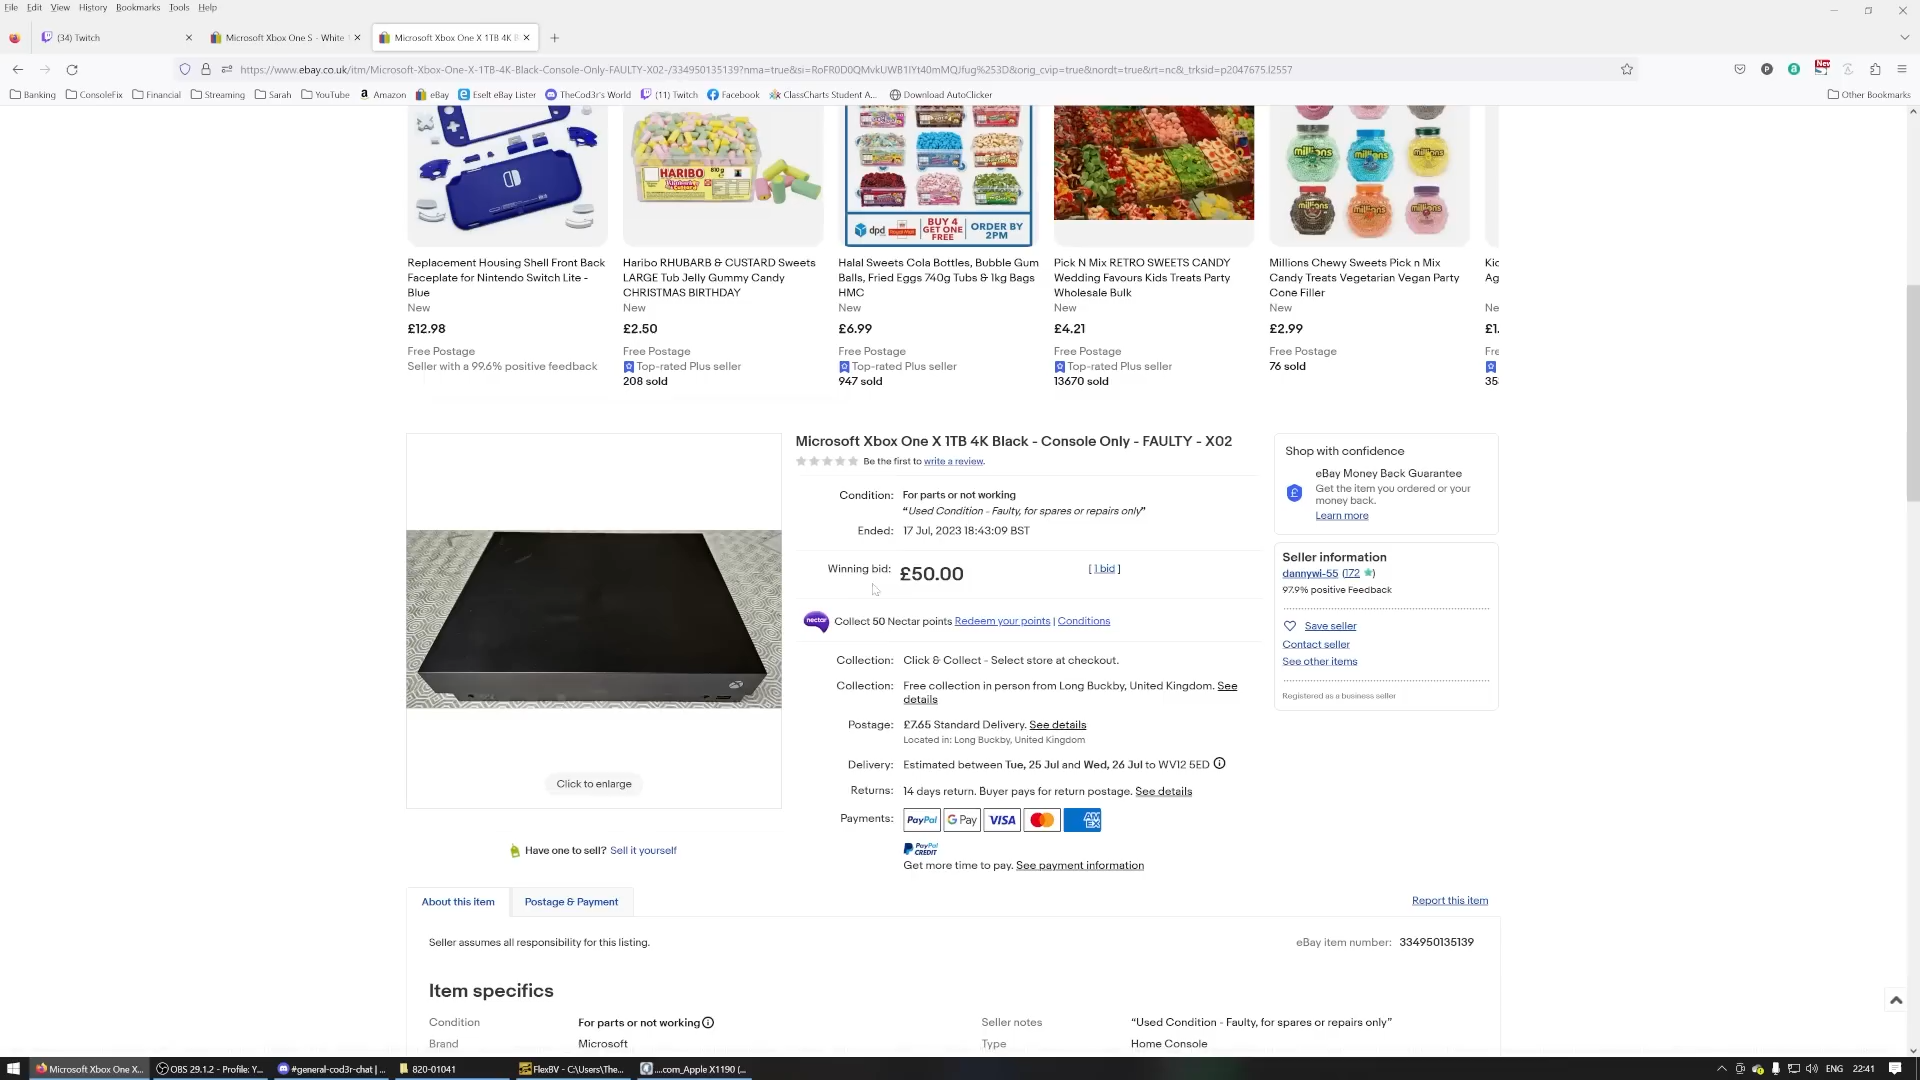 File Edit View History Bookmarks Tools Help
(34) Twitch
Microsoft Xbox One S - White
Microsoft Xbox One X 1TB 4K B
https://www.ebay.co.uk/itm/Microsoft-Xbox-One-X-1TB-4K-Black-Console-Only-FAULTY-X02-/334950135139?nma=true&si=RoFR0D0QMvkUWB1lYt40mMQJfug%253D&orig_cvip=true&nordt=true&rt=nc&_trksid=p2047675.l2557
New
Banking ConsoleFix Financial Streaming Sarah YouTube Amazon eBay Eselt eBay Lister TheCod3r's World (11) Twitch Facebook ClassCharts Student A... Download AutoClicker Other Bookmarks
HARIBO
810 g
dpd
BUY 4 GET ONE FREE
ORDER BY 2PM
millions millions millions
millions millions millions
Replacement Housing Shell Front Back
Faceplate for Nintendo Switch Lite -
Blue
New
£12.98
Free Postage
Seller with a 99.6% positive feedback
Haribo RHUBARB & CUSTARD Sweets
LARGE Tub Jelly Gummy Candy
CHRISTMAS BIRTHDAY
New
£2.50
Free Postage
Top-rated Plus seller
208 sold
Halal Sweets Cola Bottles, Bubble Gum
Balls, Fried Eggs 740g Tubs & 1kg Bags
HMC
New
£6.99
Free Postage
Top-rated Plus seller
947 sold
Pick N Mix RETRO SWEETS CANDY
Wedding Favours Kids Treats Party
Wholesale Bulk
New
£4.21
Free Postage
Top-rated Plus seller
13670 sold
Millions Chewy Sweets Pick n Mix
Candy Treats Vegetarian Vegan Party
Cone Filler
New
£2.99
Free Postage
76 sold
Kic
Ag
Ne
£1.
Fre
35
Click to enlarge
Have one to sell? Sell it yourself
Microsoft Xbox One X 1TB 4K Black - Console Only - FAULTY - X02
Be the first to write a review.
Condition: For parts or not working
“Used Condition - Faulty, for spares or repairs only”
Ended: 17 Jul, 2023 18:43:09 BST
Winning bid: £50.00 [ 1 bid ]
nectar Collect 50 Nectar points Redeem your points | Conditions
Collection: Click & Collect - Select store at checkout.
Collection: Free collection in person from Long Buckby, United Kingdom. See
details
Postage: £7.65 Standard Delivery. See details
Located in: Long Buckby, United Kingdom
Delivery: Estimated between Tue, 25 Jul and Wed, 26 Jul to WV12 5ED
Returns: 14 days return. Buyer pays for return postage. See details
Payments: PayPal G Pay VISA AMEX
PayPal CREDIT
Get more time to pay. See payment information
Shop with confidence
eBay Money Back Guarantee
Get the item you ordered or your
money back.
Learn more
Seller information
dannywi-55 (172)
97.9% positive Feedback
Save seller
Contact seller
See other items
Registered as a business seller
About this item Postage & Payment Report this item
Seller assumes all responsibility for this listing. eBay item number: 334950135139
Item specifics
Condition For parts or not working Seller notes “Used Condition - Faulty, for spares or repairs only”
Brand Microsoft Type Home Console
Microsoft Xbox One X... OBS 29.1.2 - Profile: Y... #general-cod3r-chat |... 820-01041 FlexBV - C:\Users\The... ....com_Apple X1190 (... ENG 22:41